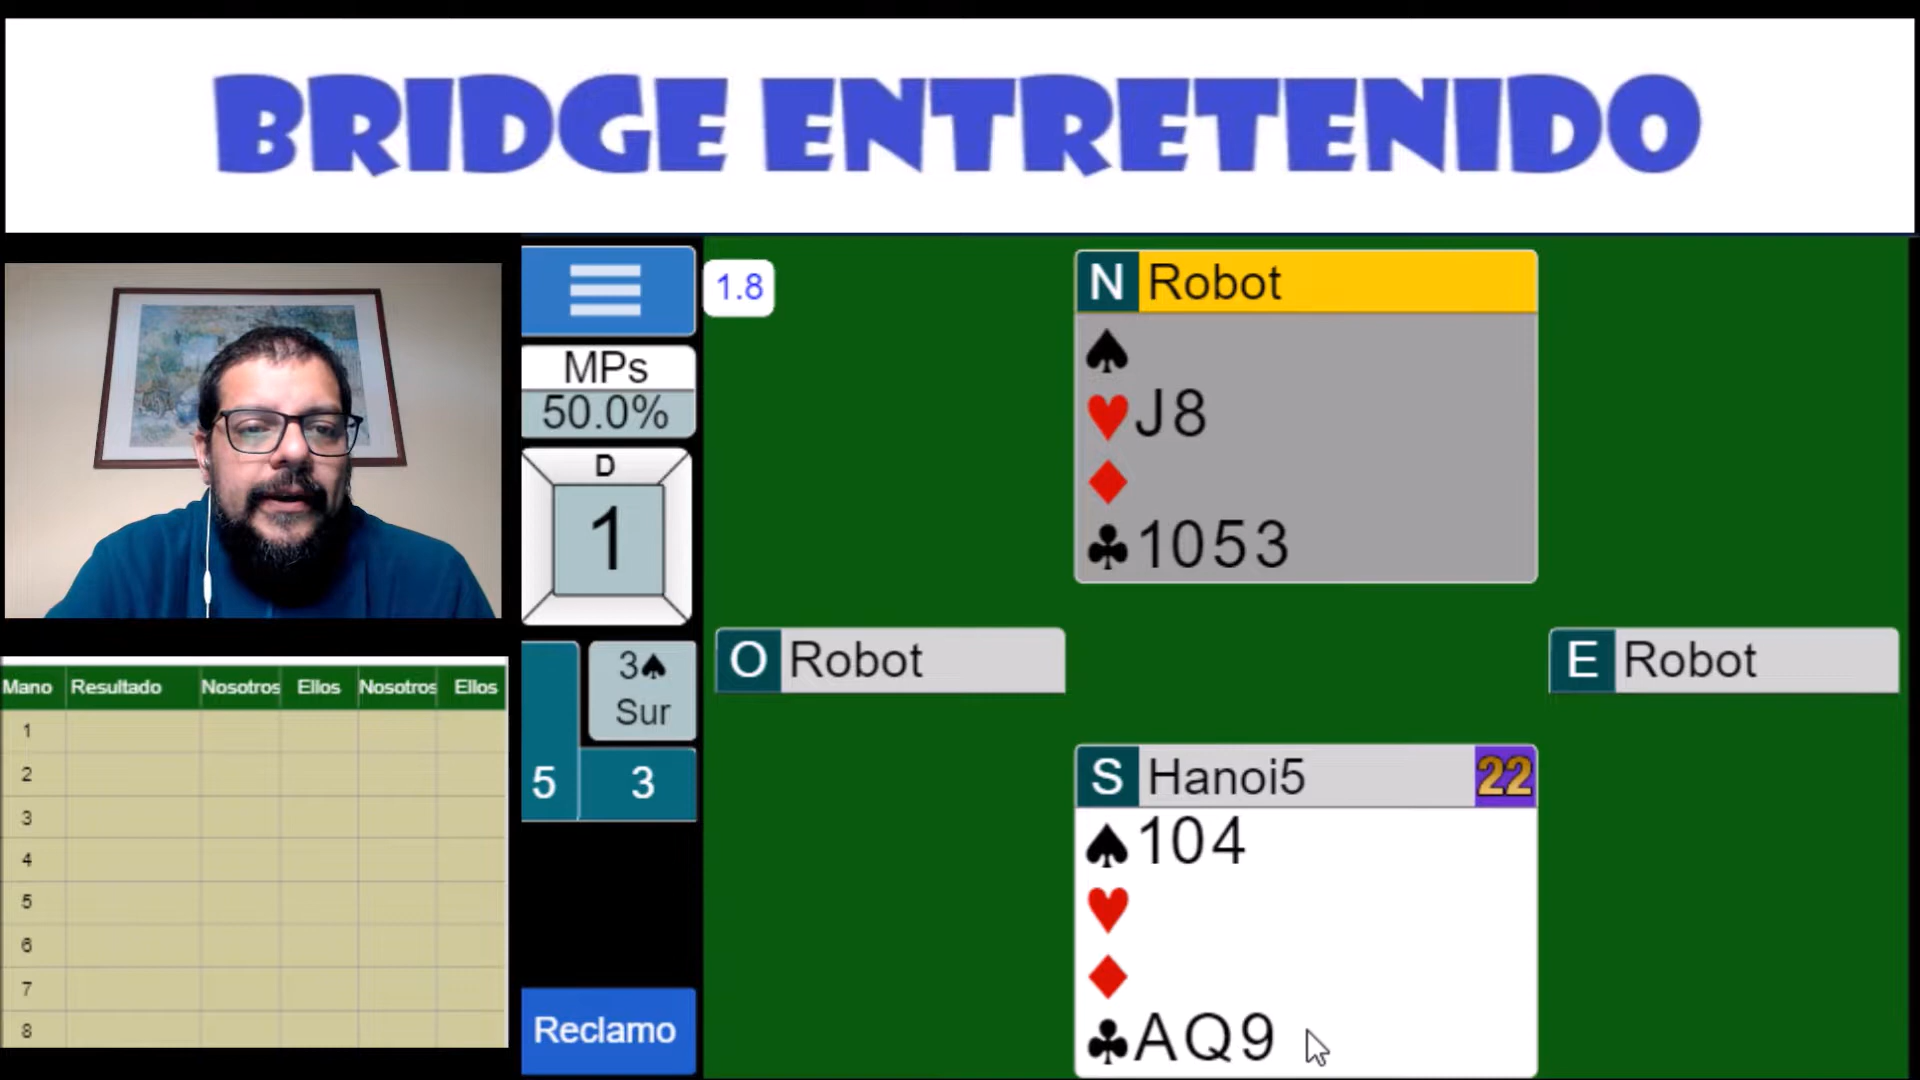 BRIDGE ENTRETENIDO
1.8
N Robot
MPs
50.0%
♠
♥ J8
♦
♣ 1053
D
1
O Robot
E Robot
3♠
Sur
5 3
Mano Resultado Nosotros Ellos Nosotros Ellos
1
2
3
4
5
6
7
8
S Hanoi5 22
♠ 104
♥
♦
♣ AQ9
Reclamo